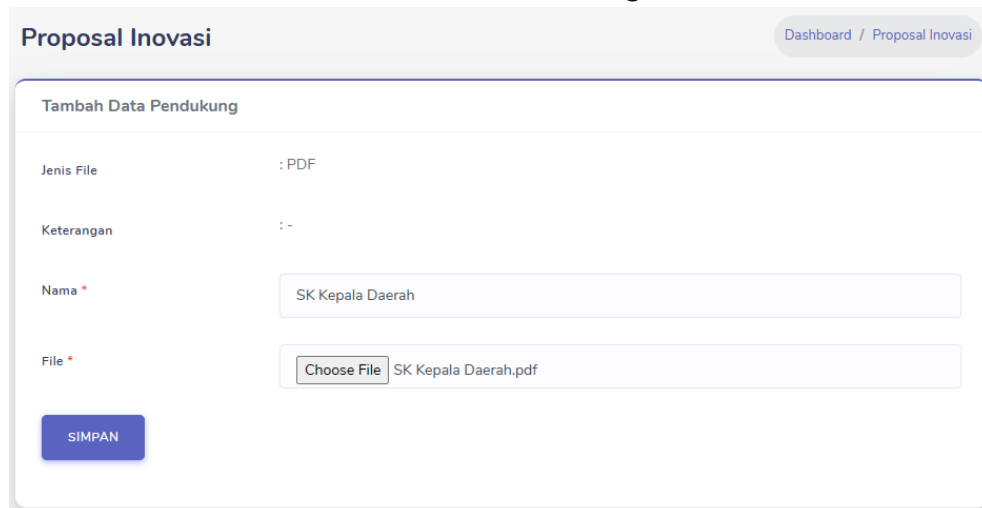 Proposal Inovasi
Dashboard / Proposal Inovasi
Tambah Data Pendukung
Jenis File : PDF
Keterangan : -
Nama * SK Kepala Daerah
File * Choose File SK Kepala Daerah.pdf
SIMPAN